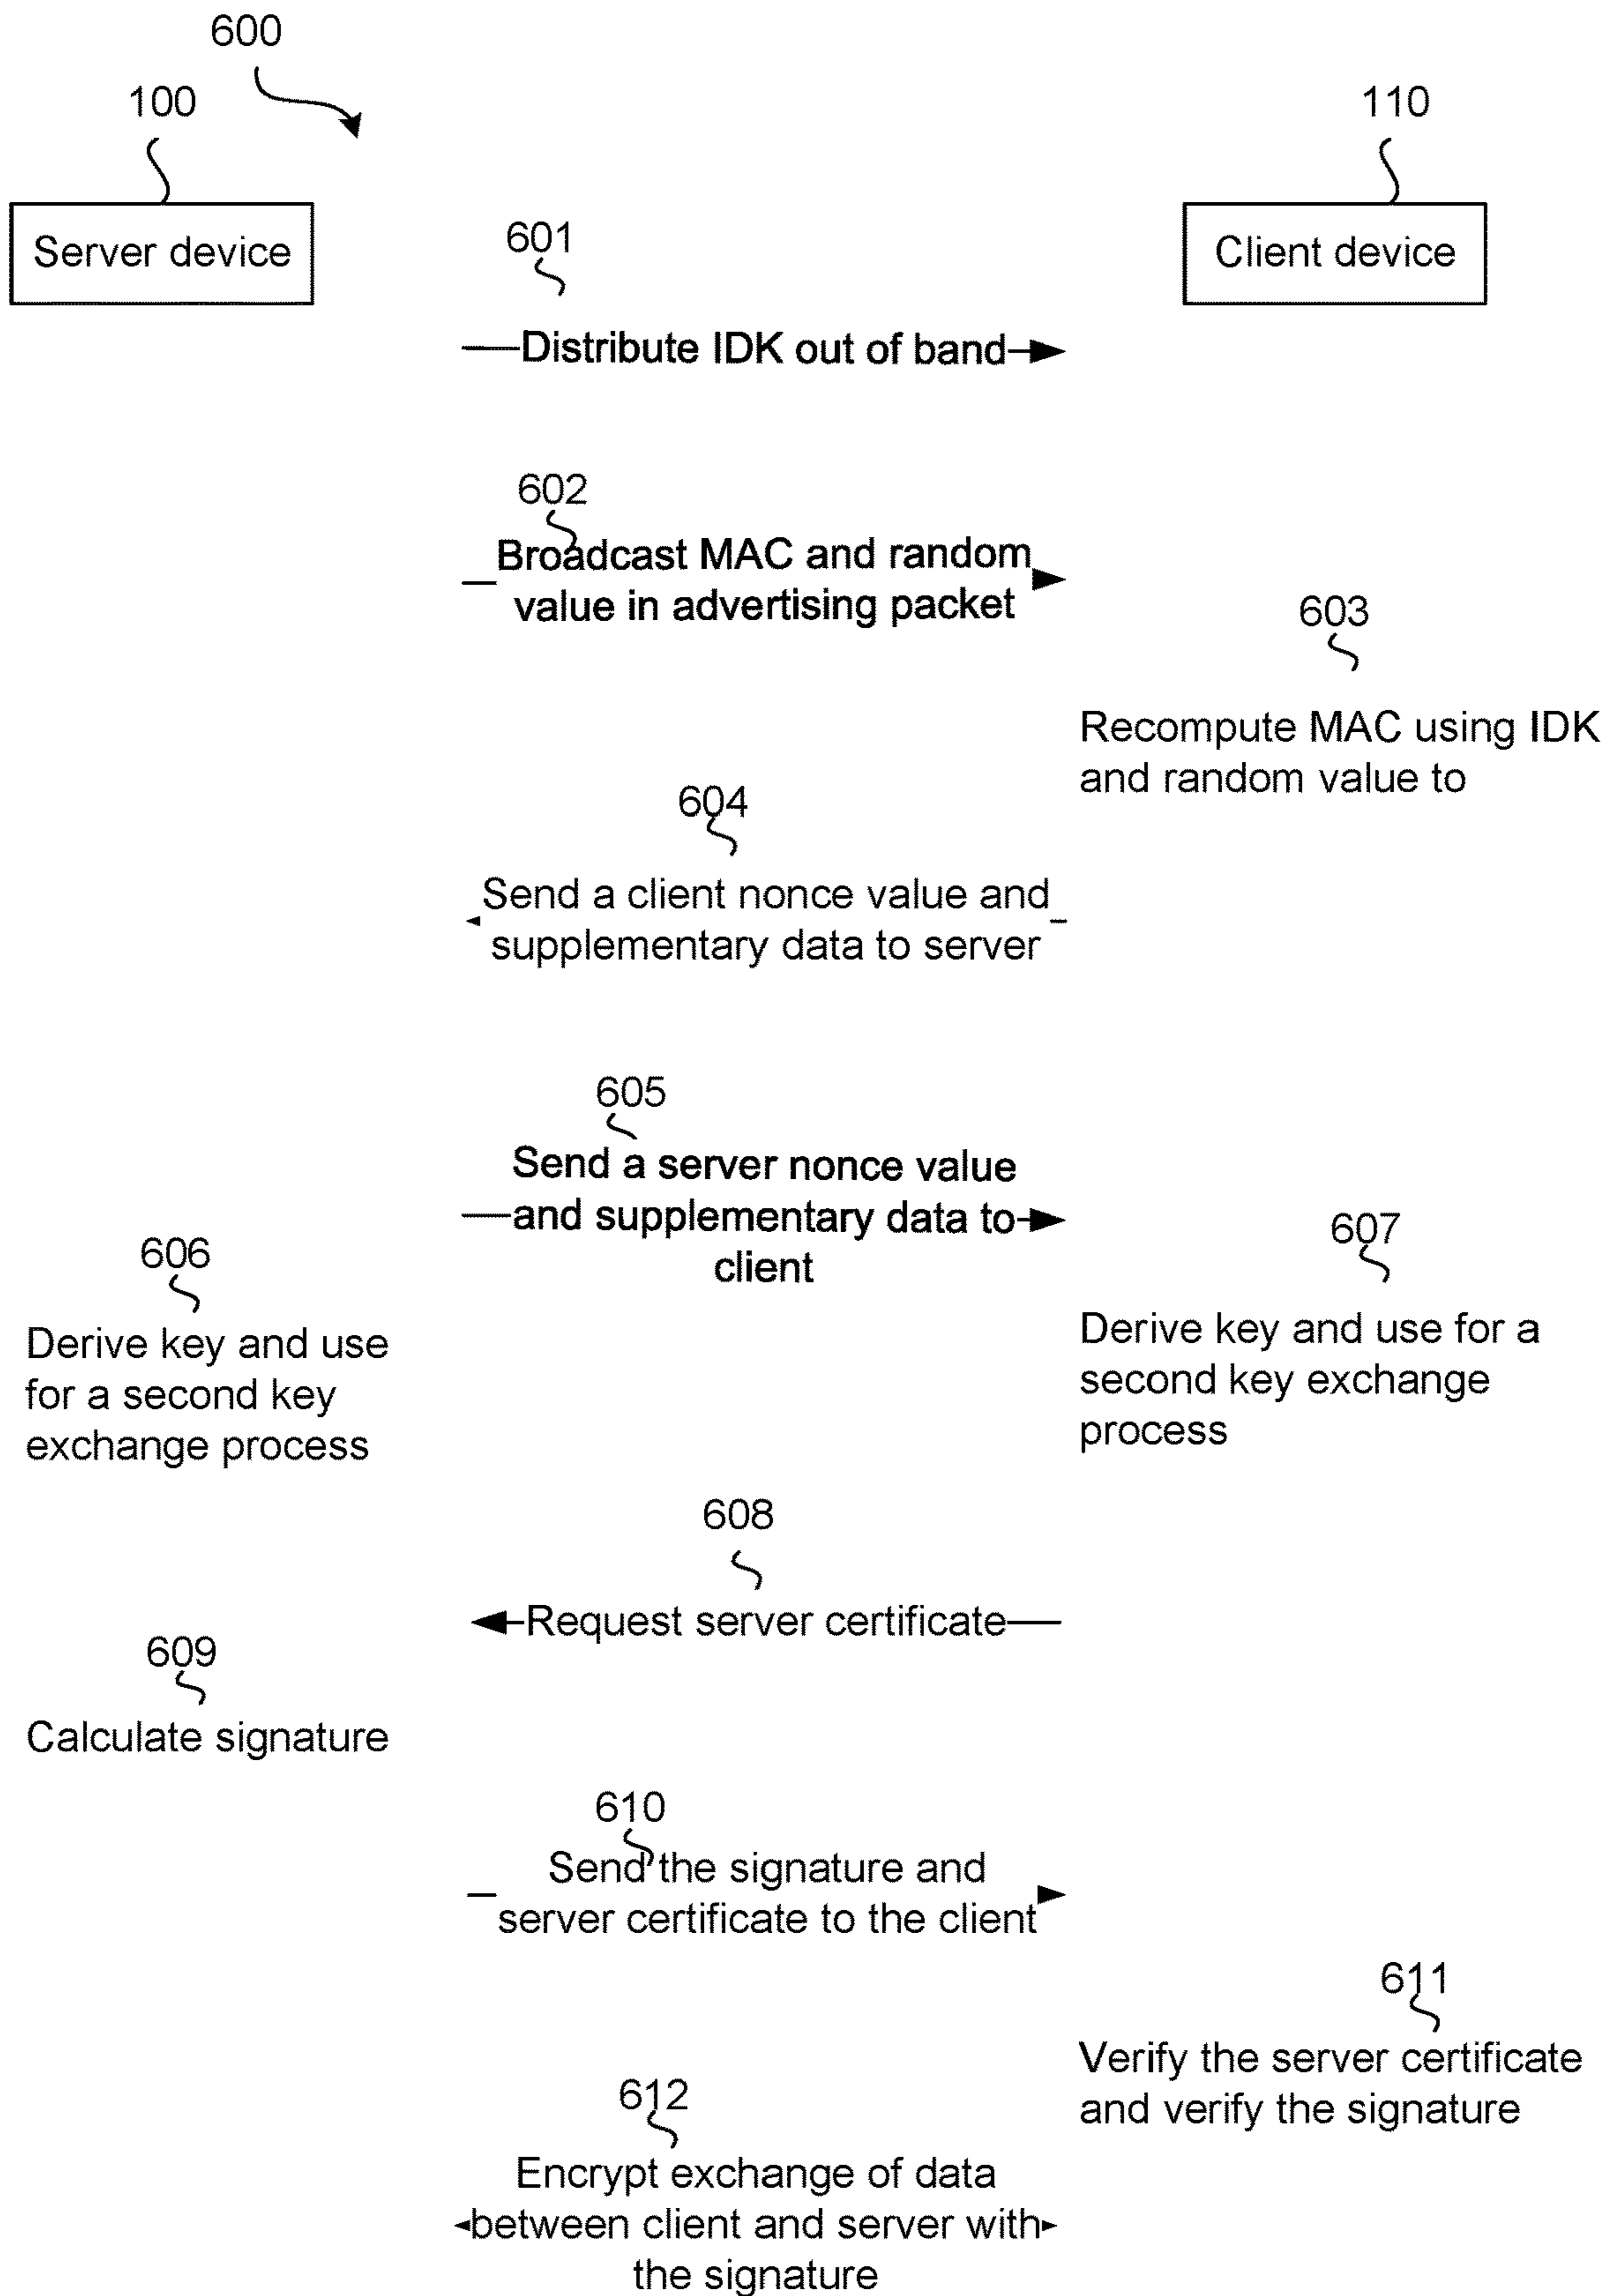 600
100
110
Server device
Client device
601
Distribute IDK out of band
602
Broadcast MAC and random
value in advertising packet
603
Recompute MAC using IDK
and random value to
604
Send a client nonce value and
supplementary data to server
605
Send a server nonce value
and supplementary data to
client
606
Derive key and use
for a second key
exchange process
607
Derive key and use for a
second key exchange
process
608
Request server certificate
609
Calculate signature
610
Send the signature and
server certificate to the client
611
Verify the server certificate
and verify the signature
612
Encrypt exchange of data
between client and server with
the signature